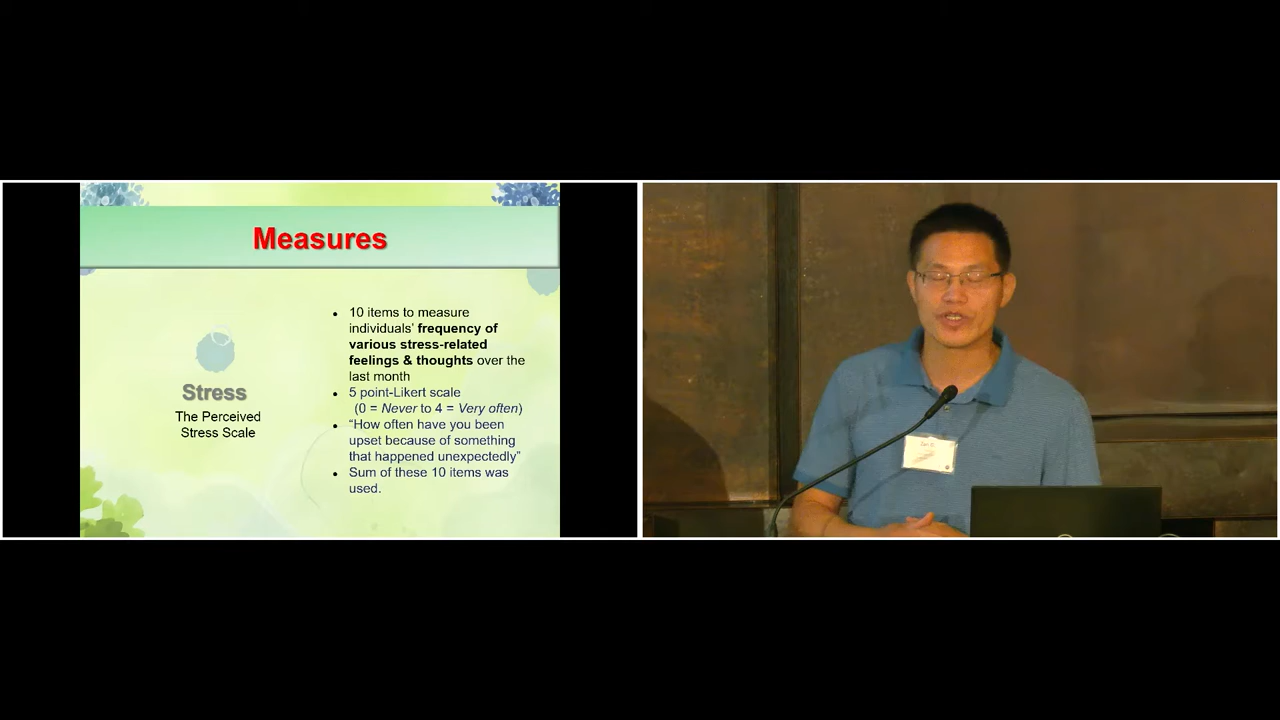 Measures
Stress
The Perceived
Stress Scale
• 10 items to measure
individuals’ frequency of
various stress-related
feelings & thoughts over the
last month
• 5 point-Likert scale
(0 = Never to 4 = Very often)
• “How often have you been
upset because of something
that happened unexpectedly”
• Sum of these 10 items was
used.